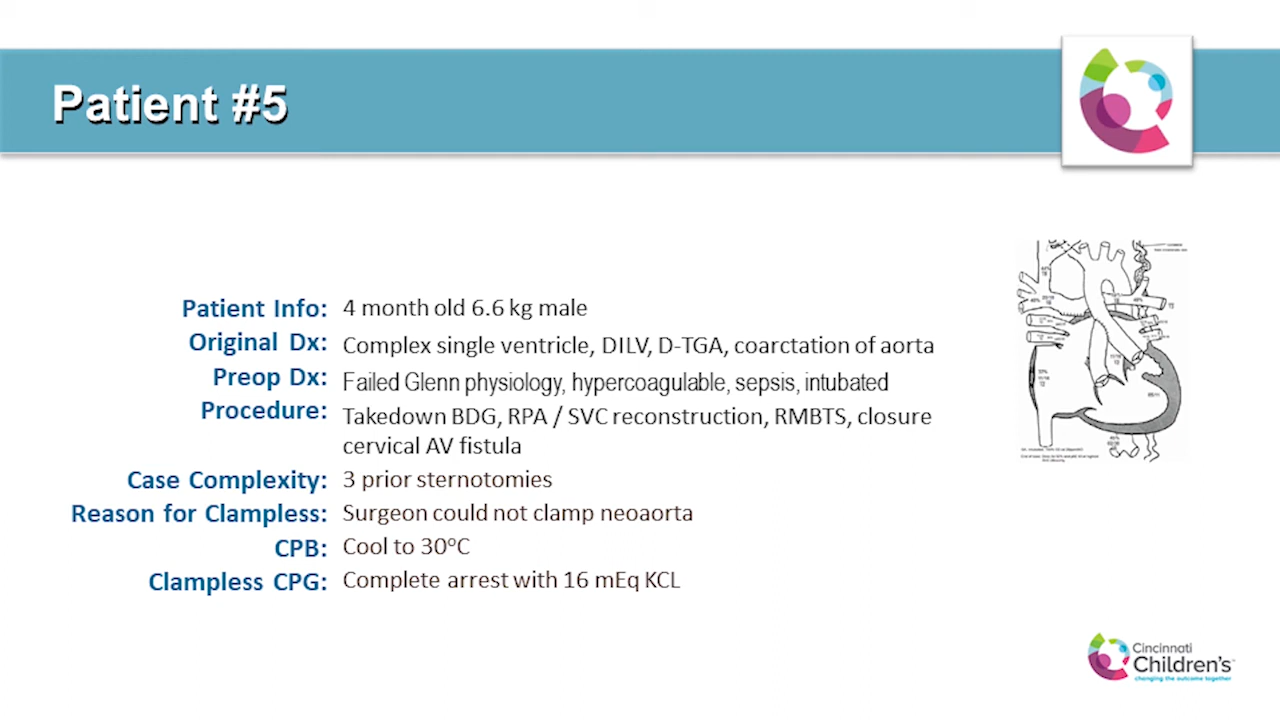 Patient #5
Patient Info: 4 month old 6.6 kg male
Original Dx: Complex single ventricle, DILV, D-TGA, coarctation of aorta
Preop Dx: Failed Glenn physiology, hypercoagulable, sepsis, intubated
Procedure: Takedown BDG, RPA / SVC reconstruction, RMBTS, closure
cervical AV fistula
Case Complexity: 3 prior sternotomies
Reason for Clampless: Surgeon could not clamp neoaorta
CPB: Cool to 30°C
Clampless CPG: Complete arrest with 16 mEq KCL
Cincinnati
Children's™
changing the outcome together